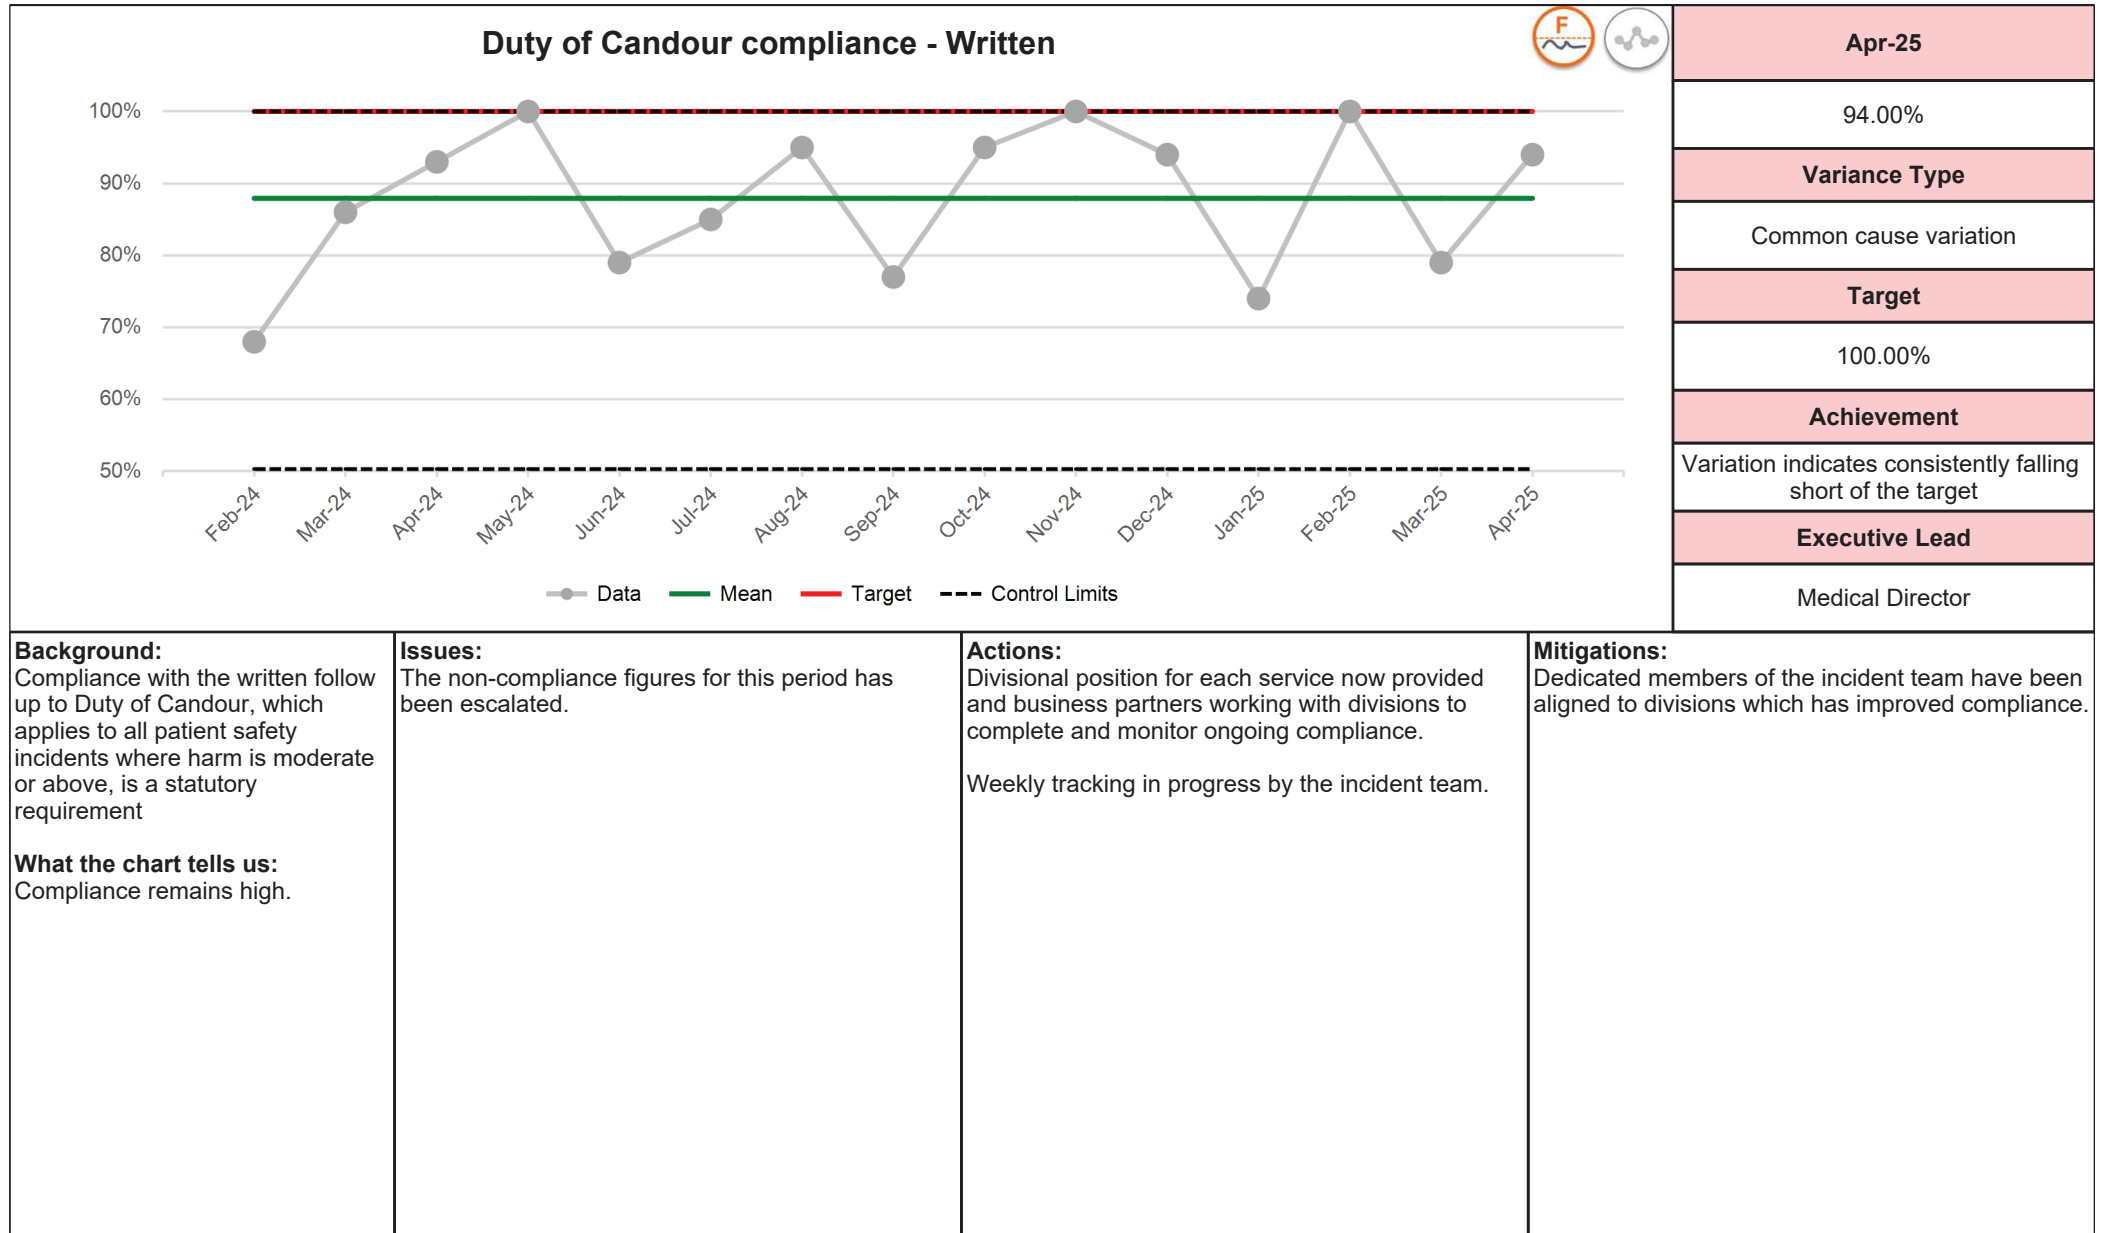 Duty of Candour compliance - Written
F
100%
90%
80%
70%
60%
50%
Feb-24
Mar-24
Apr-24
May-24
Jun-24
Jul-24
Aug-24
Sep-24
Oct-24
Nov-24
Dec-24
Jan-25
Feb-25
Mar-25
Apr-25
Data
Mean
Target
Control Limits
Apr-25
94.00%
Variance Type
Common cause variation
Target
100.00%
Achievement
Variation indicates consistently falling
short of the target
Executive Lead
Medical Director
Background:
Compliance with the written follow
up to Duty of Candour, which
applies to all patient safety
incidents where harm is moderate
or above, is a statutory
requirement
What the chart tells us:
Compliance remains high.
Issues:
The non-compliance figures for this period has
been escalated.
Actions:
Divisional position for each service now provided
and business partners working with divisions to
complete and monitor ongoing compliance.
Weekly tracking in progress by the incident team.
Mitigations:
Dedicated members of the incident team have been
aligned to divisions which has improved compliance.